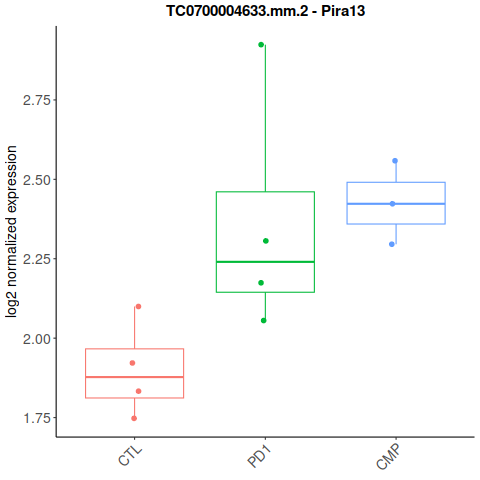 TC0700004633.mm.2 - Pira13
log2 normalized expression
2.75
2.50
2.25
2.00
1.75
CTL
PD1
CMP